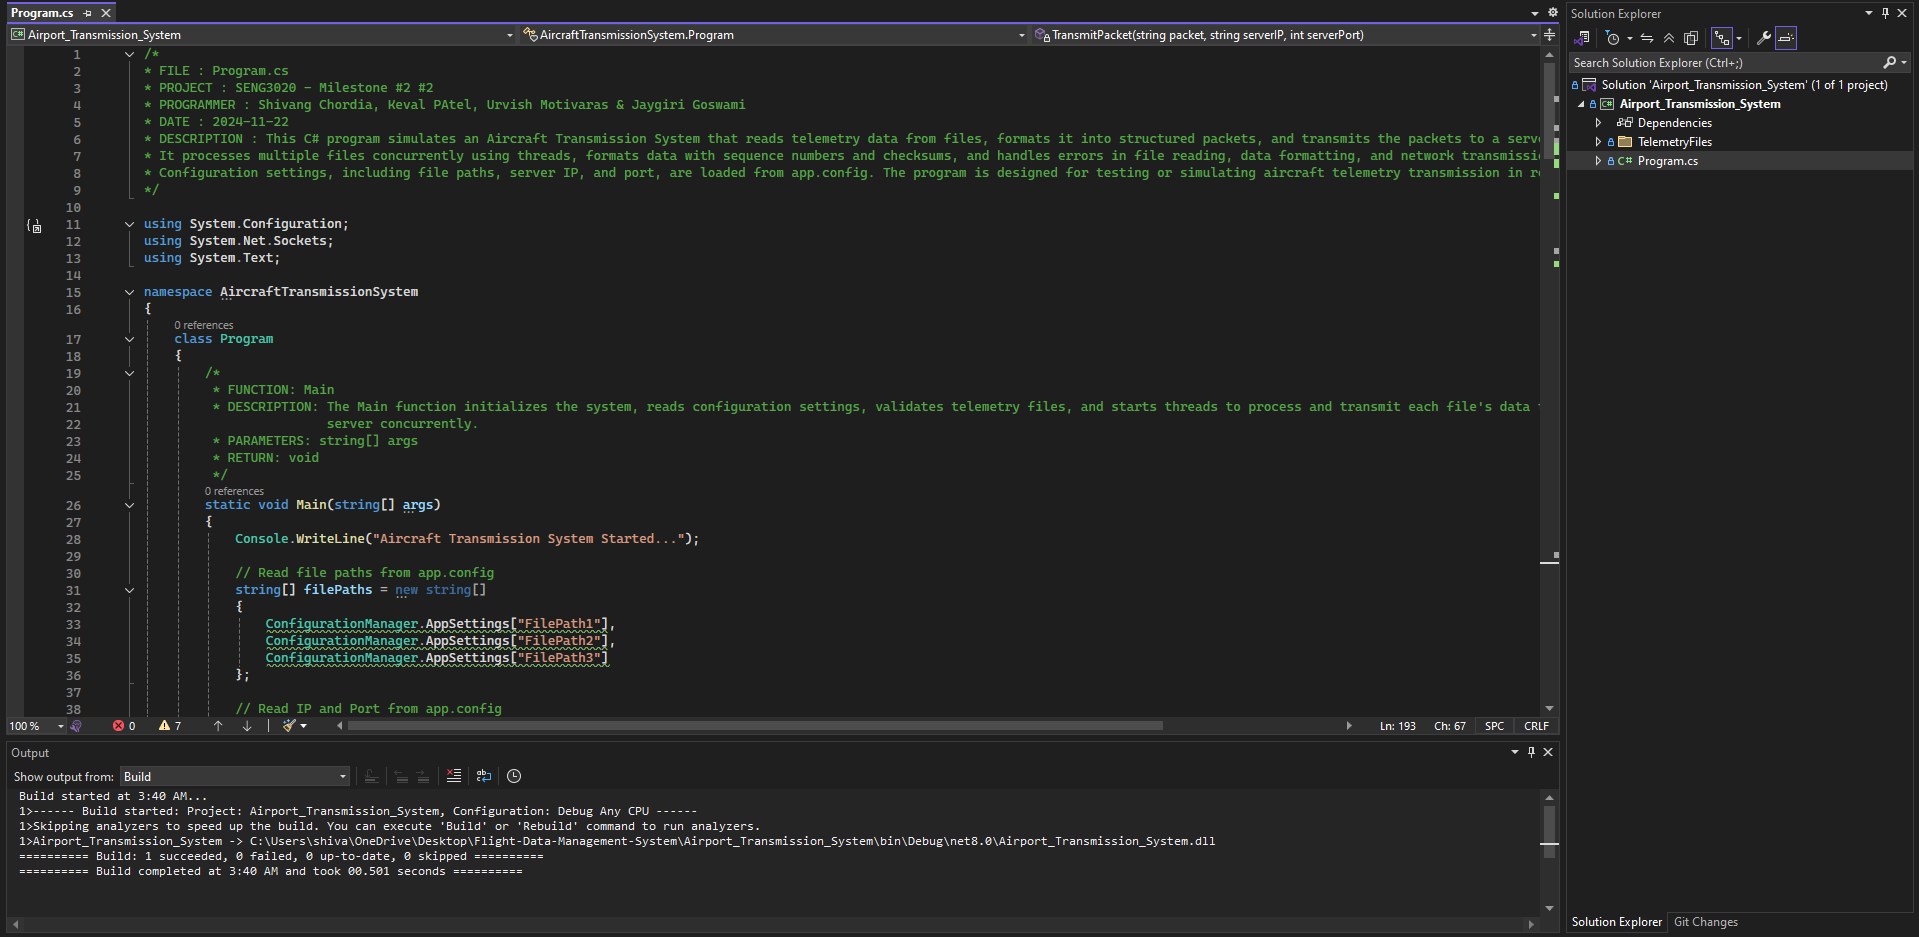 Program.cs
Airport_Transmission_System
AircraftTransmissionSystem.Program
TransmitPacket(string packet, string serverIP, int serverPort)
1 /*
2 * FILE : Program.cs
3 * PROJECT : SENG3020 - Milestone #2 #2
4 * PROGRAMMER : Shivang Chordia, Keval PAtel, Urvish Motivaras & Jaygiri Goswami
5 * DATE : 2024-11-22
6 * DESCRIPTION : This C# program simulates an Aircraft Transmission System that reads telemetry data from files, formats it into structured packets, and transmits the packets to a serve
7 * It processes multiple files concurrently using threads, formats data with sequence numbers and checksums, and handles errors in file reading, data formatting, and network transmissi
8 * Configuration settings, including file paths, server IP, and port, are loaded from app.config. The program is designed for testing or simulating aircraft telemetry transmission in r
9 */
10
11 using System.Configuration;
12 using System.Net.Sockets;
13 using System.Text;
14
15 namespace AircraftTransmissionSystem
16 {
0 references
17 class Program
18 {
19 /*
20 * FUNCTION: Main
21 * DESCRIPTION: The Main function initializes the system, reads configuration settings, validates telemetry files, and starts threads to process and transmit each file's data
22 server concurrently.
23 * PARAMETERS: string[] args
24 * RETURN: void
25 */
0 references
26 static void Main(string[] args)
27 {
28 Console.WriteLine("Aircraft Transmission System Started...");
29
30 // Read file paths from app.config
31 string[] filePaths = new string[]
32 {
33 ConfigurationManager.AppSettings["FilePath1"],
34 ConfigurationManager.AppSettings["FilePath2"],
35 ConfigurationManager.AppSettings["FilePath3"]
36 };
37
38 // Read IP and Port from app.config
100 % 0 7 Ln: 193 Ch: 67 SPC CRLF
Output
Show output from: Build
Build started at 3:40 AM...
1>------ Build started: Project: Airport_Transmission_System, Configuration: Debug Any CPU ------
1>Skipping analyzers to speed up the build. You can execute 'Build' or 'Rebuild' command to run analyzers.
1>Airport_Transmission_System -> C:\Users\shiva\OneDrive\Desktop\Flight-Data-Management-System\Airport_Transmission_System\bin\Debug\net8.0\Airport_Transmission_System.dll
========== Build: 1 succeeded, 0 failed, 0 up-to-date, 0 skipped ==========
========== Build completed at 3:40 AM and took 00.501 seconds ==========
Solution Explorer
Search Solution Explorer (Ctrl+;)
Solution 'Airport_Transmission_System' (1 of 1 project)
C# Airport_Transmission_System
Dependencies
TelemetryFiles
C# Program.cs
Solution Explorer Git Changes